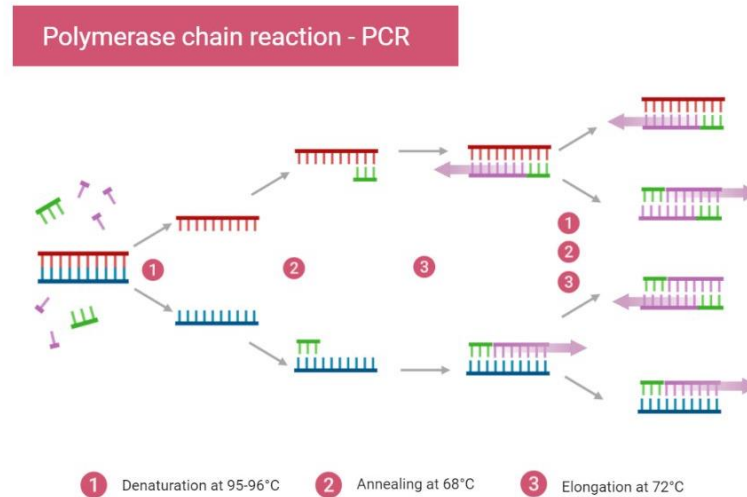 Polymerase chain reaction - PCR
1
2
3
1
2
3
1 Denaturation at 95-96°C
2 Annealing at 68°C
3 Elongation at 72°C